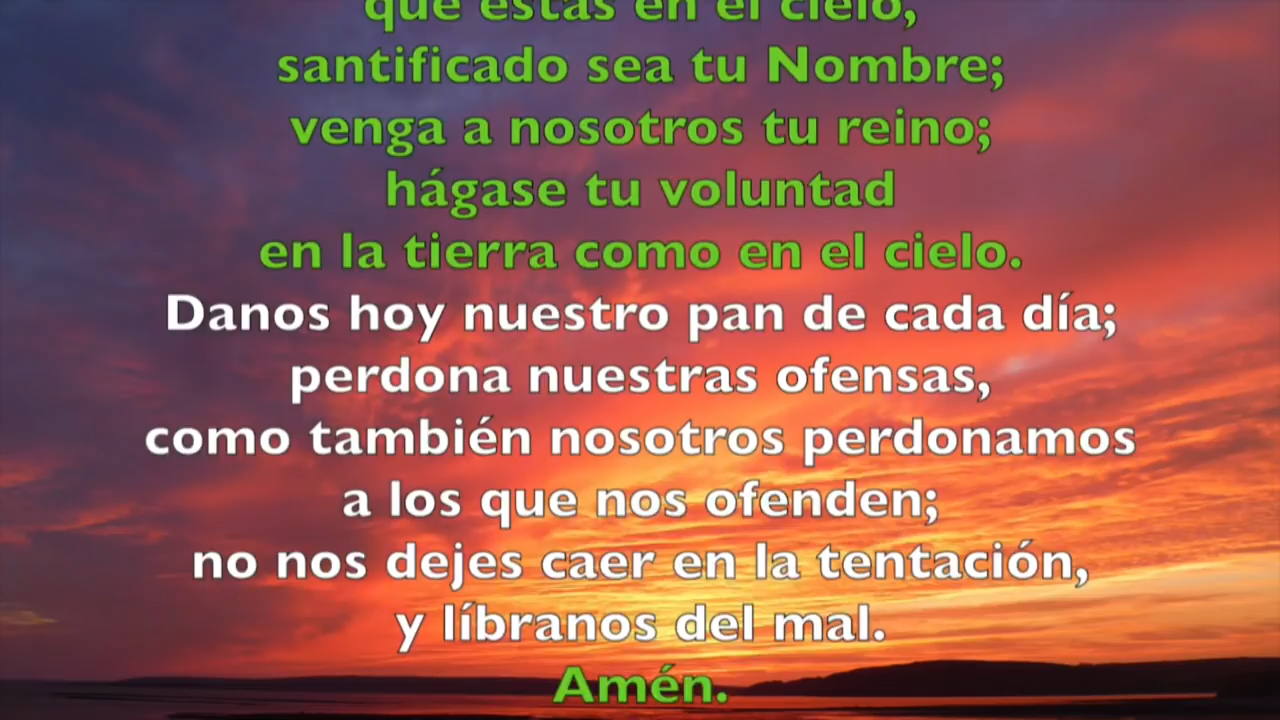 que estás en el cielo,
santificado sea tu Nombre;
venga a nosotros tu reino;
hágase tu voluntad
en la tierra como en el cielo.
Danos hoy nuestro pan de cada día;
perdona nuestras ofensas,
como también nosotros perdonamos
a los que nos ofenden;
no nos dejes caer en la tentación,
y líbranos del mal.
Amén.